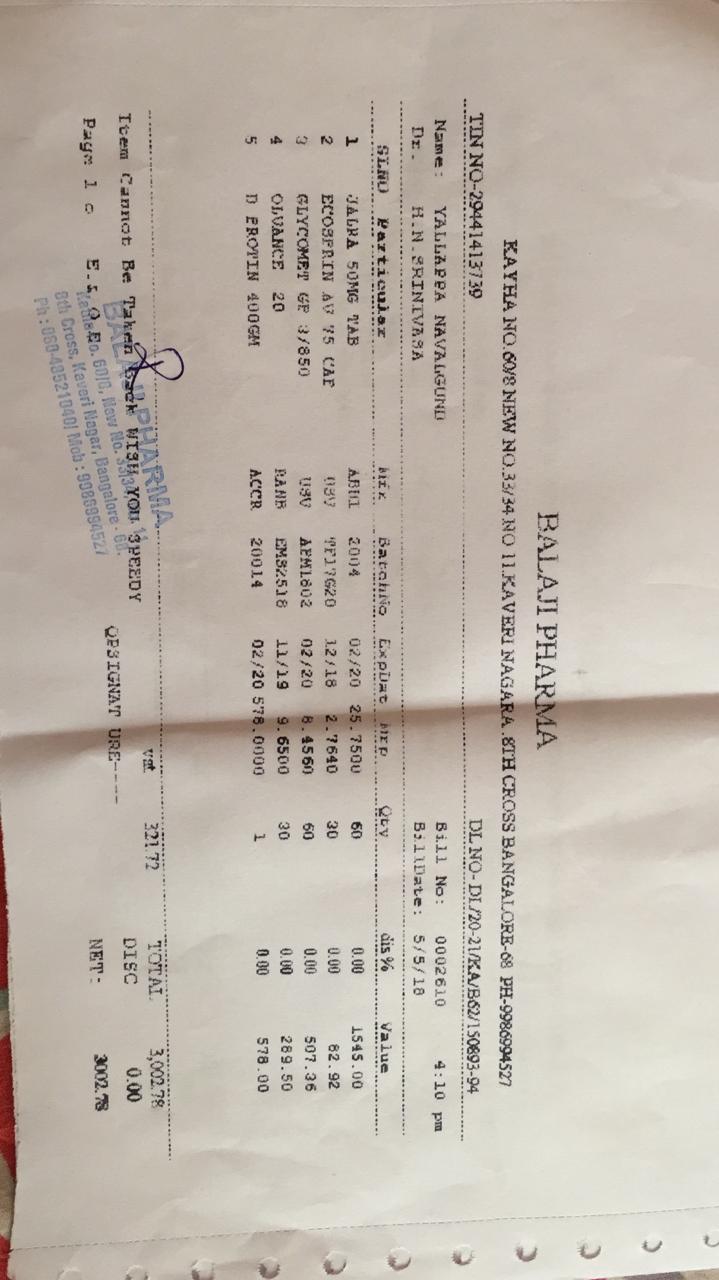 BALAJI PHARMA
KAYHA NO.60/8 NEW NO.33/34 NO 11.KAVERI NAGARA .8TH CROSS BANGALORE-68 PH-9986994527
TIN NO-29441413739 DL NO- DL/20-21/KA/B62/150893-94
Name: YALLAPPA NAVALGUND Bill No: 0002610 4:10 pm
Dr. H.N.SRINIVASA BillDate: 5/5/18
SLNO Particular Mfr BatchNo ExpDat Mrp Qty dis% Value
1 JALRA 50MG TAB ABHI 2004 02/20 25.7500 60 0.00 1545.00
2 ECOSPRIN AV 75 CAP USV TF17G20 12/18 2.7640 30 0.00 82.92
3 GLYCOMET GP 3/850 USV 02/20 8.4560 60 0.00 507.36
4 OLVANCE 20 RANB EMS2518 11/19 9.6500 30 0.00 289.50
5 D PROTIN 400GM ACCR 20014 02/20 578.0000 1 0.00 578.00
vat 321.72 TOTAL 3,002.78
Item Cannot Be Taken back WISH YOU SPEEDY DISC 0.00
QPSIGNAT URE----
Page 1 o E.& O.E NET: 3002.78
BALAJI PHARMA
Katha No. 60/8, New No. 33/34, No. 11
8th Cross, Kaveri Nagar, Bangalore - 68.
Ph : 080-48521040/ Mob : 9986994527